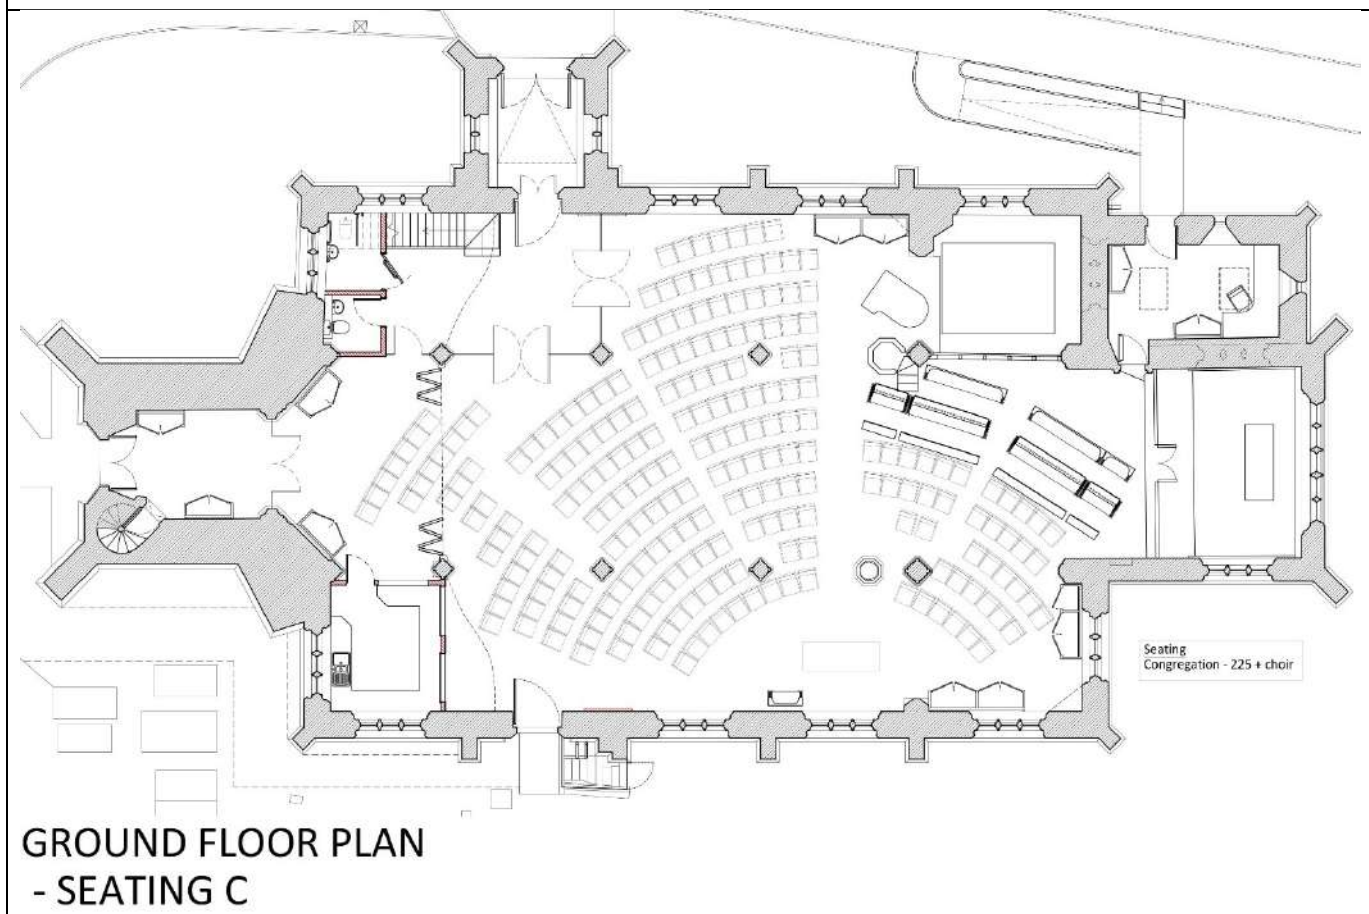 Seating
Congregation - 225 + choir
GROUND FLOOR PLAN
- SEATING C